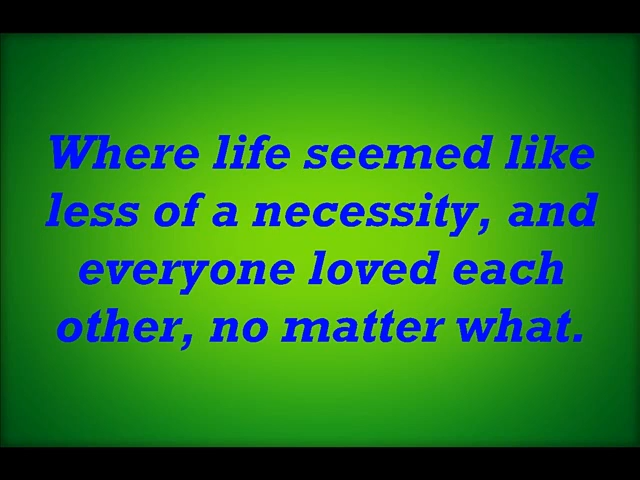 Where life seemed like
less of a necessity, and
everyone loved each
other, no matter what.